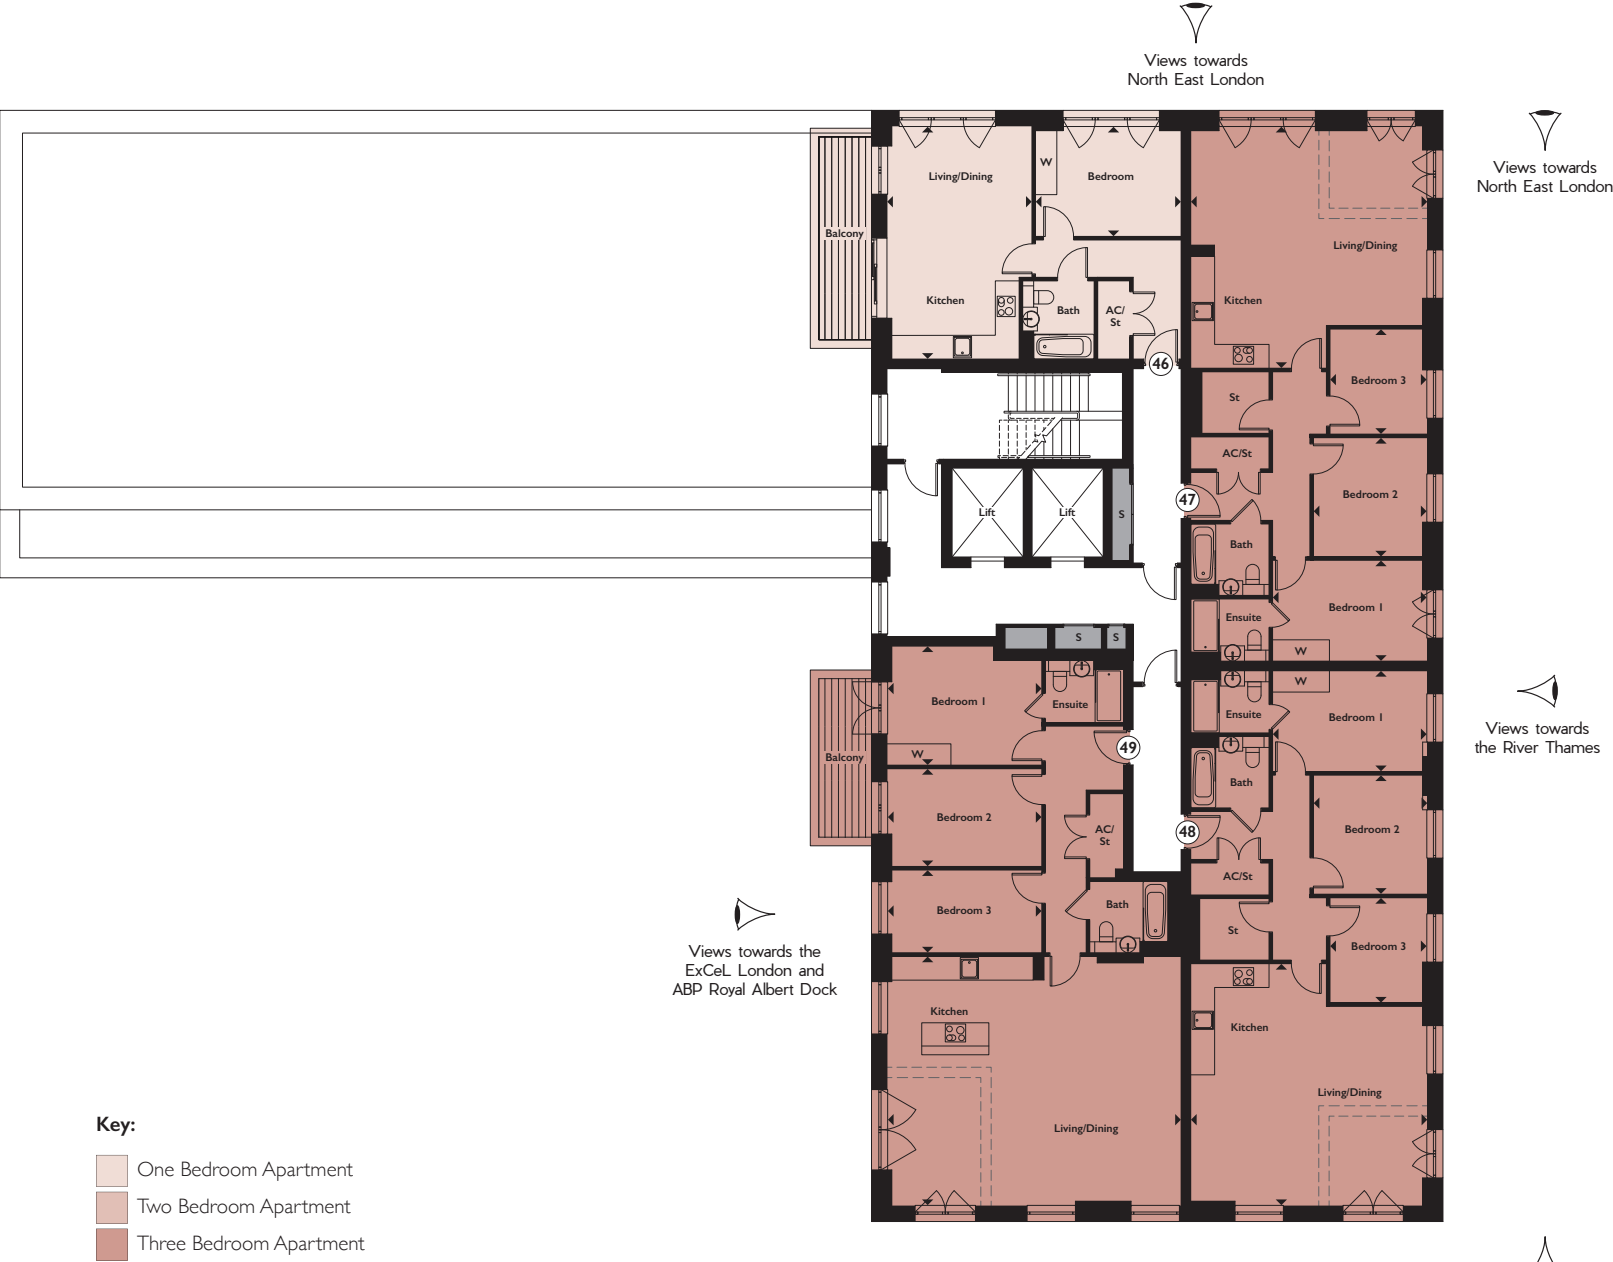 Views towards
North East London
Views towards
North East London
Living/Dining
W
Bedroom
Balcony
Kitchen
Bath
AC/
St
46
Living/Dining
Kitchen
Bedroom 3
St
AC/St
Bedroom 2
47
Bath
Bedroom 1
Ensuite
W
Lift
Lift
S
S
S
W
Bedroom 1
Ensuite
Bath
Bedroom 2
48
AC/St
St
Bedroom 3
Kitchen
Living/Dining
Bedroom 1
Ensuite
W
49
Balcony
Bedroom 2
AC/
St
Bedroom 3
Bath
Kitchen
Living/Dining
Views towards
the River Thames
Views towards the
ExCeL London and
ABP Royal Albert Dock
Key:
One Bedroom Apartment
Two Bedroom Apartment
Three Bedroom Apartment